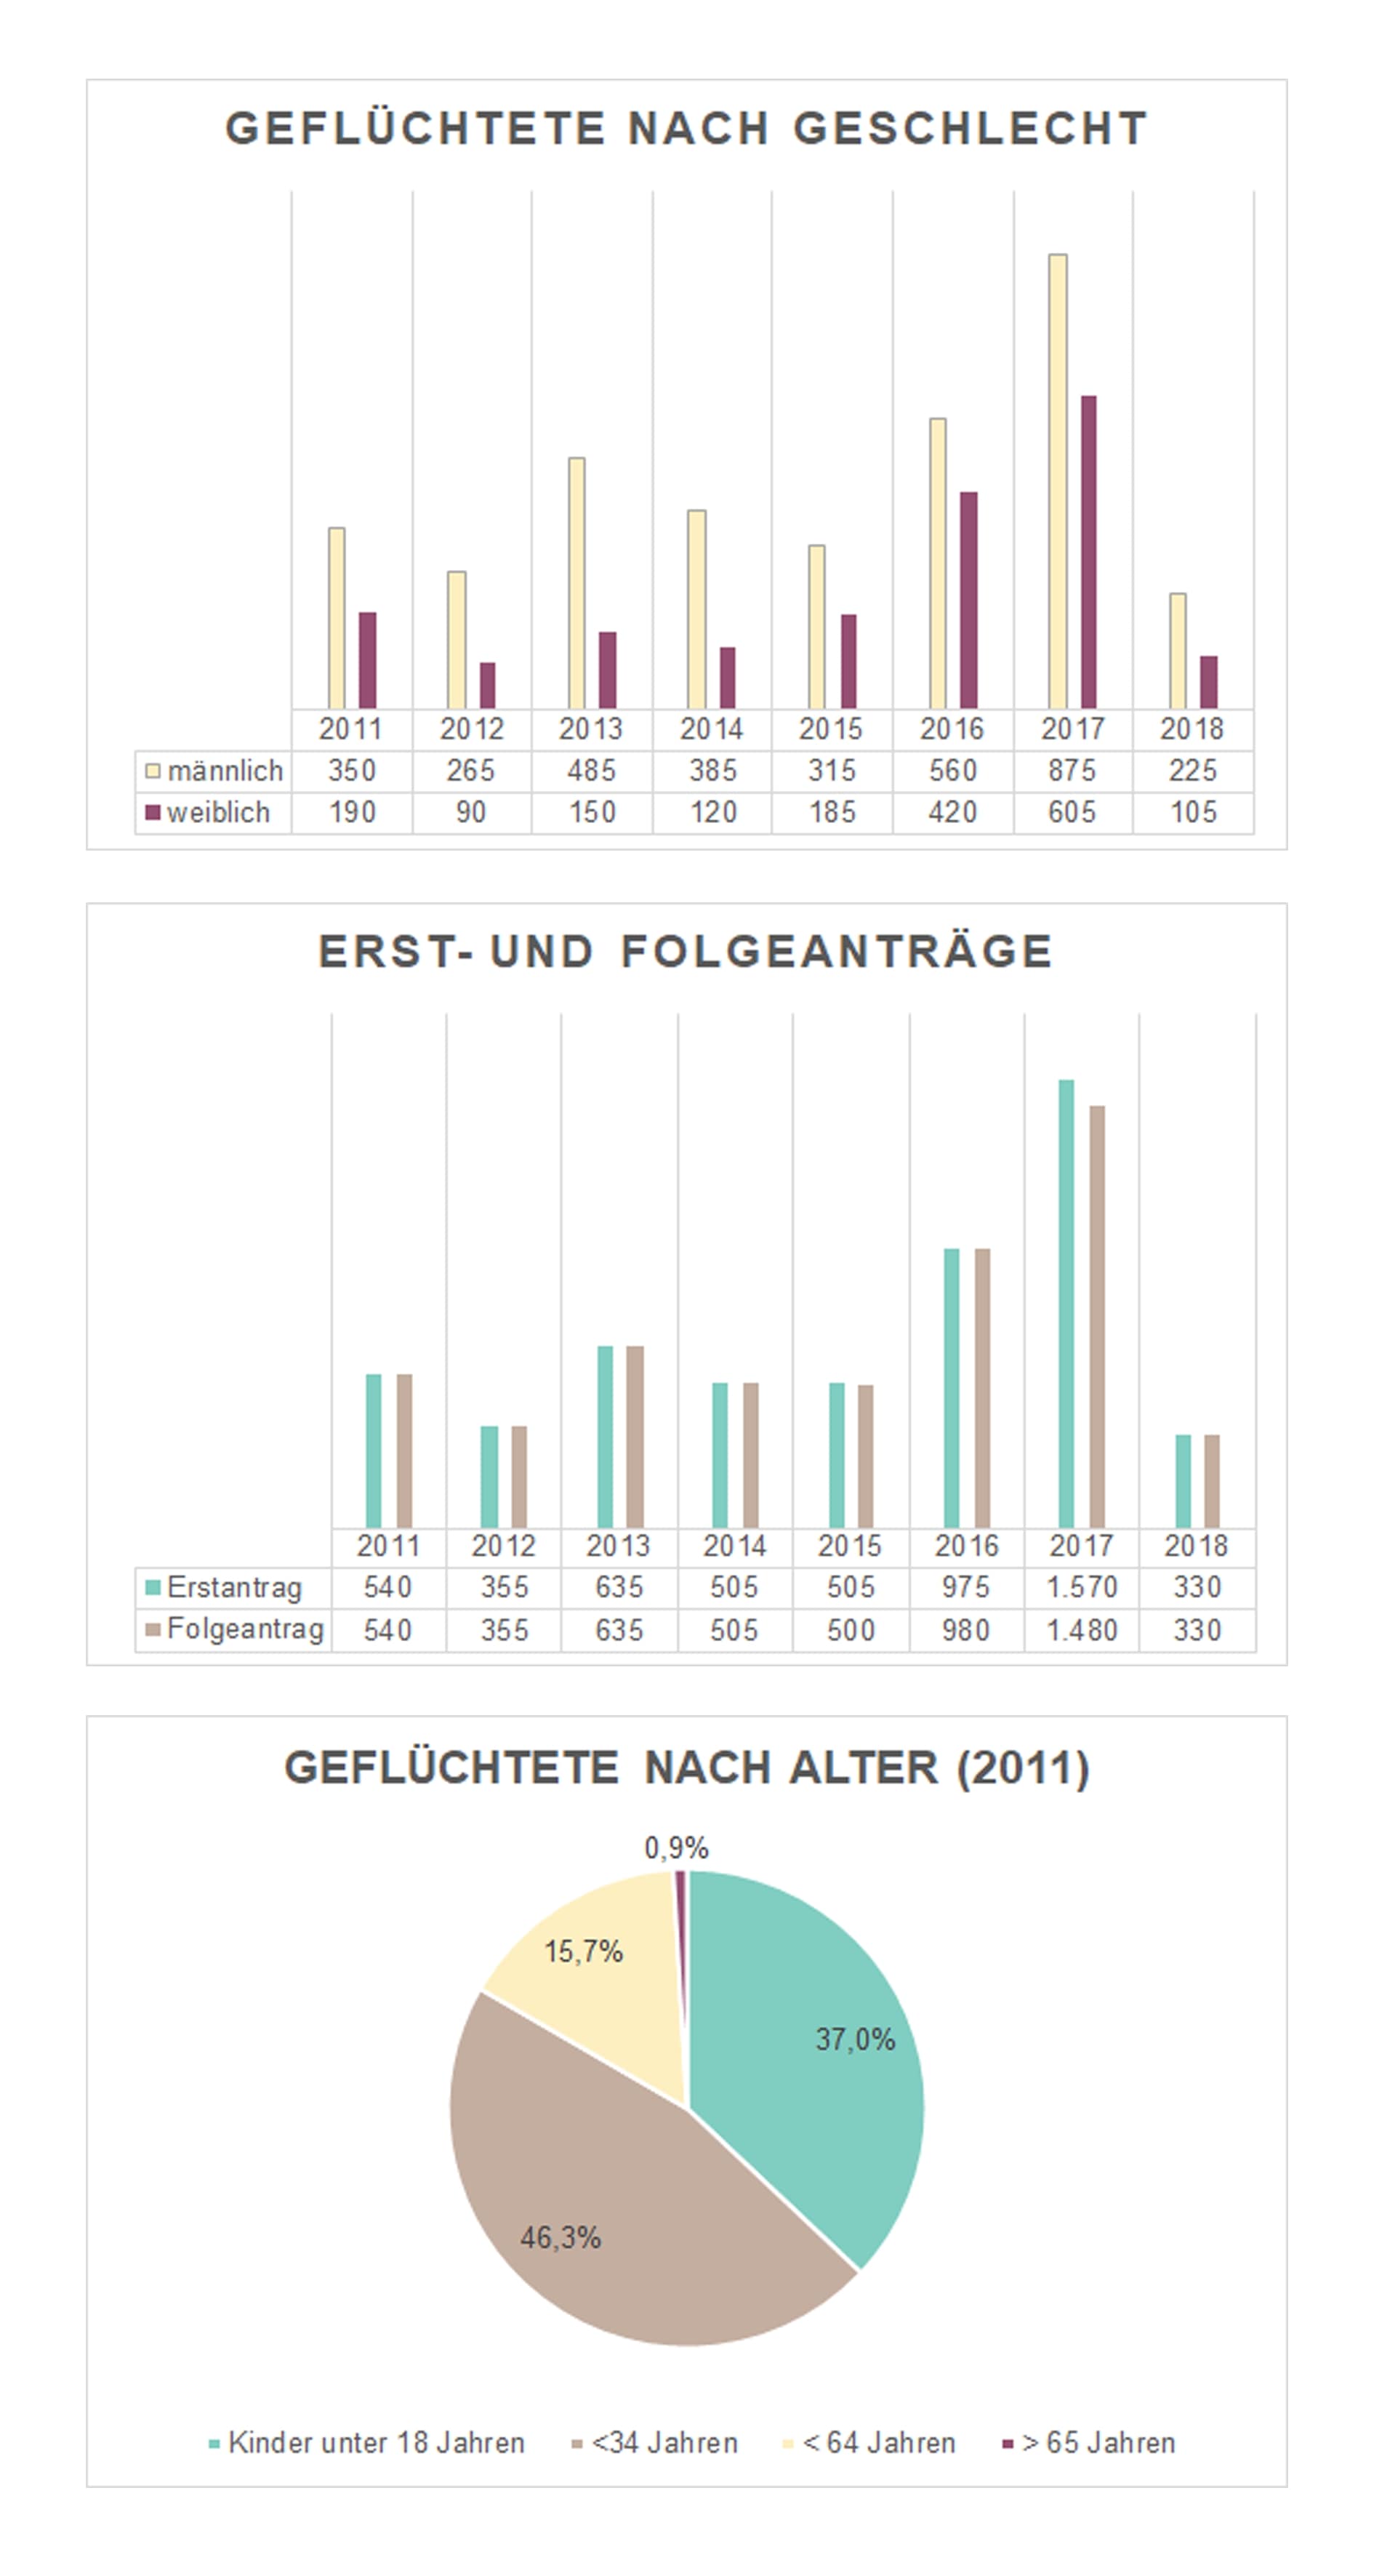 GEFLÜCHTETE NACH GESCHLECHT
2011 2012 2013 2014 2015 2016 2017 2018
männlich 350 265 485 385 315 560 875 225
weiblich 190 90 150 120 185 420 605 105
ERST- UND FOLGEANTRÄGE
2011 2012 2013 2014 2015 2016 2017 2018
Erstantrag 540 355 635 505 505 975 1.570 330
Folgeantrag 540 355 635 505 500 980 1.480 330
GEFLÜCHTETE NACH ALTER (2011)
0,9%
15,7%
37,0%
46,3%
Kinder unter 18 Jahren <34 Jahren < 64 Jahren > 65 Jahren